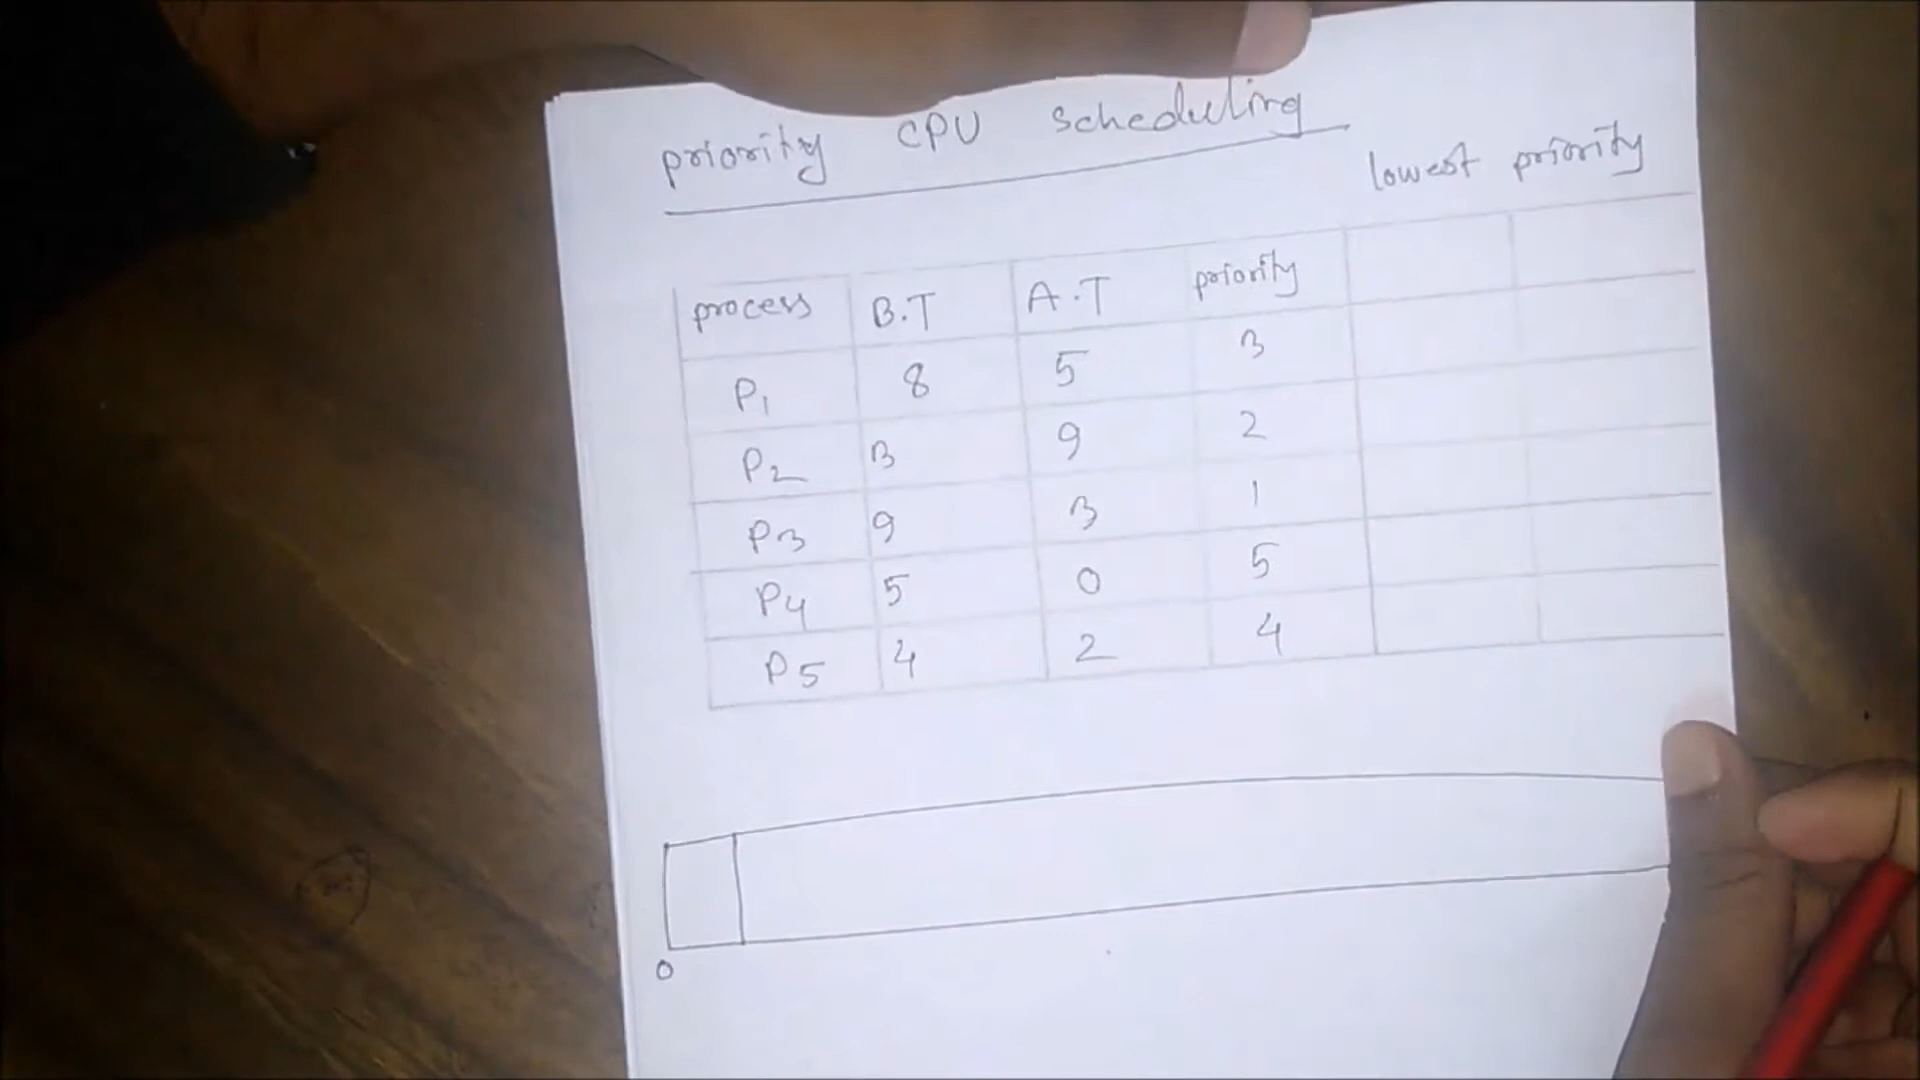 priority CPU scheduling
lowest priority
process B.T A.T priority
P1 8 5 3
P2 3 9 2
P3 9 3 1
P4 5 0 5
P5 4 2 4
0